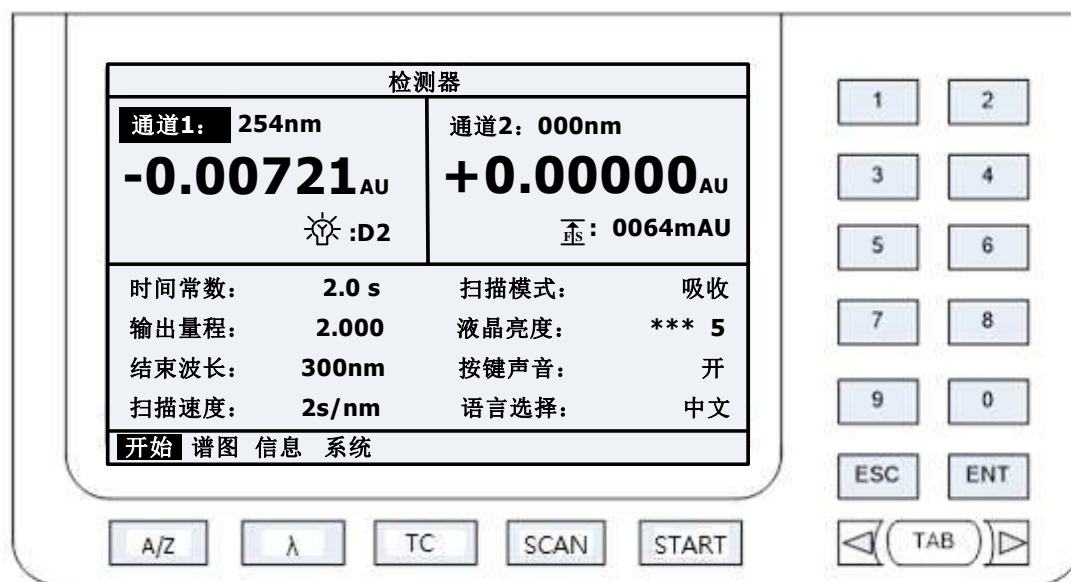 检测器
通道1： 254nm
-0.00721AU
:D2
通道2：000nm
+0.00000AU
FS : 0064mAU
时间常数： 2.0 s 扫描模式： 吸收
输出量程： 2.000 液晶亮度： *** 5
结束波长： 300nm 按键声音： 开
扫描速度： 2s/nm 语言选择： 中文
开始 谱图 信息 系统
A/Z λ TC SCAN START
1 2
3 4
5 6
7 8
9 0
ESC ENT
TAB